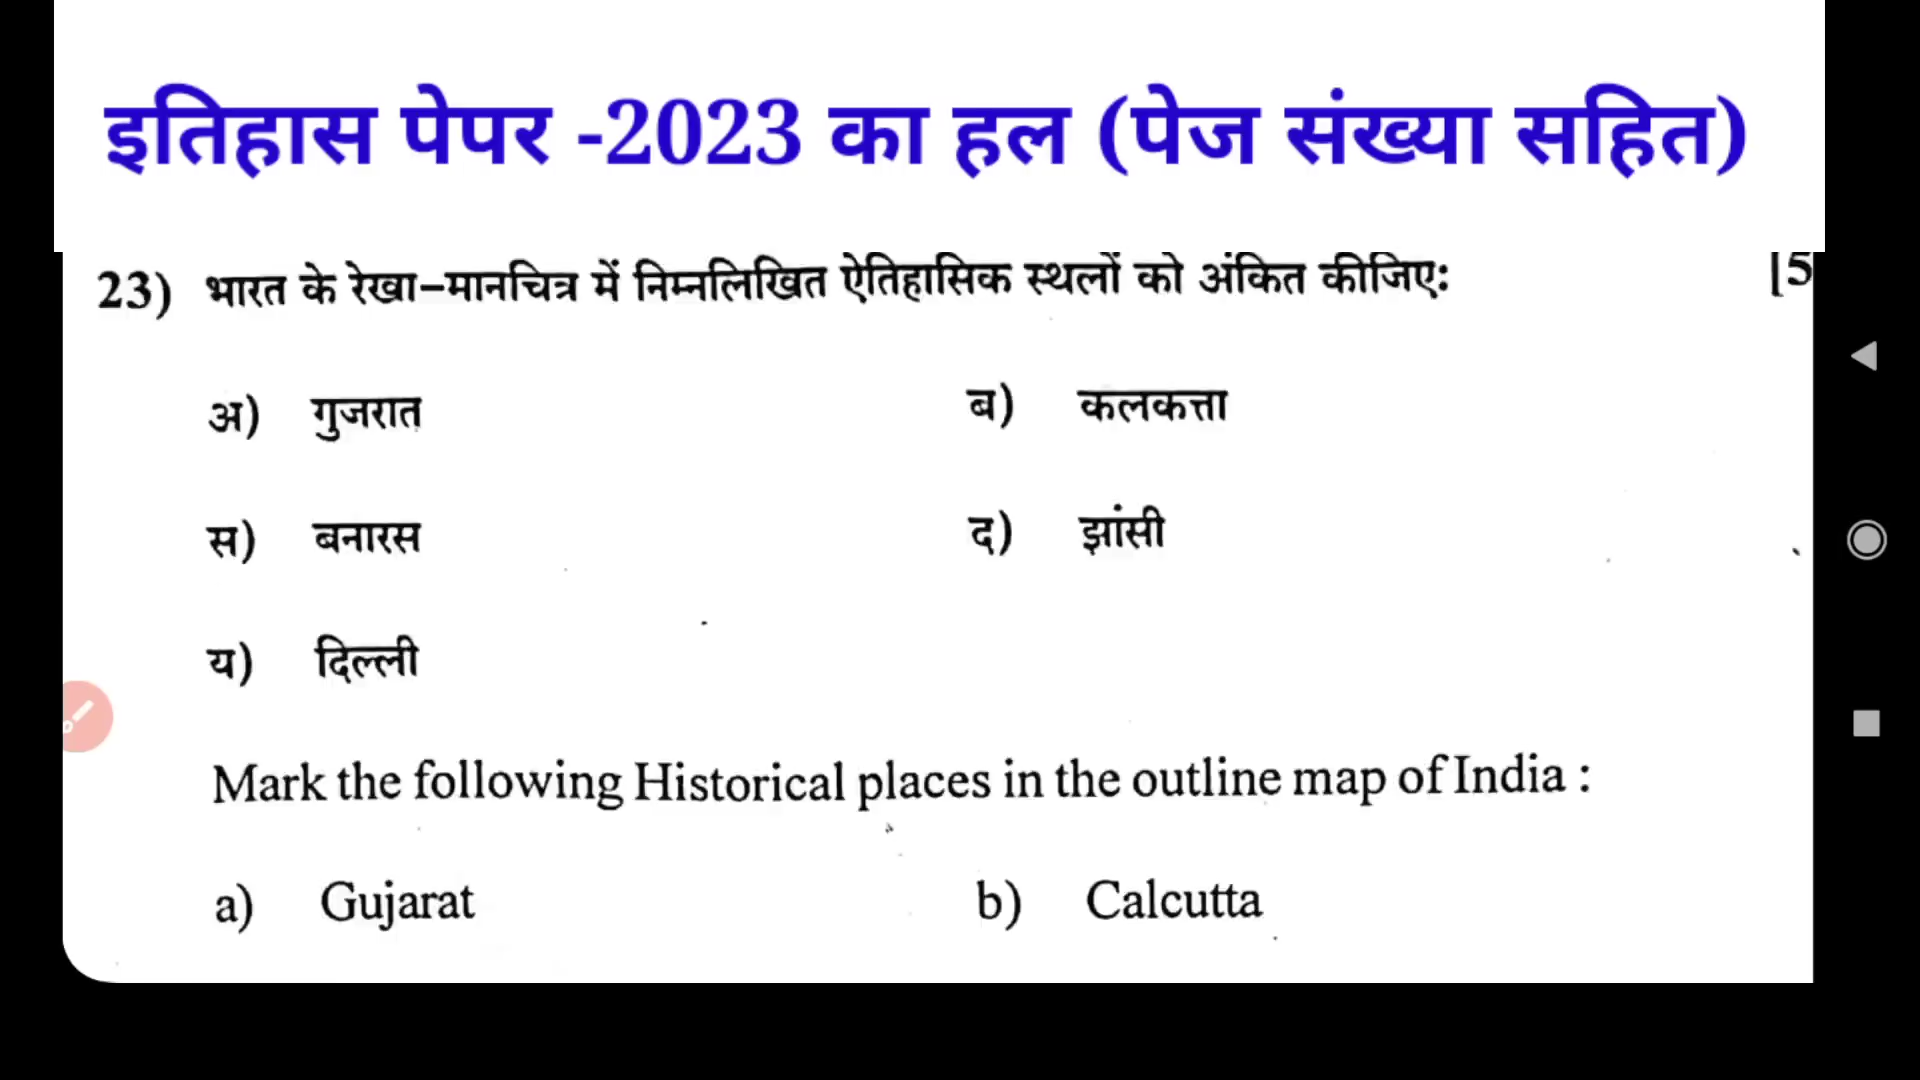 इतिहास पेपर -2023 का हल (पेज संख्या सहित)
23) भारत के रेखा-मानचित्र में निम्नलिखित ऐतिहासिक स्थलों को अंकित कीजिए: [5
अ) गुजरात ब) कलकत्ता
स) बनारस द) झांसी
य) दिल्ली
Mark the following Historical places in the outline map of India :
a) Gujarat b) Calcutta